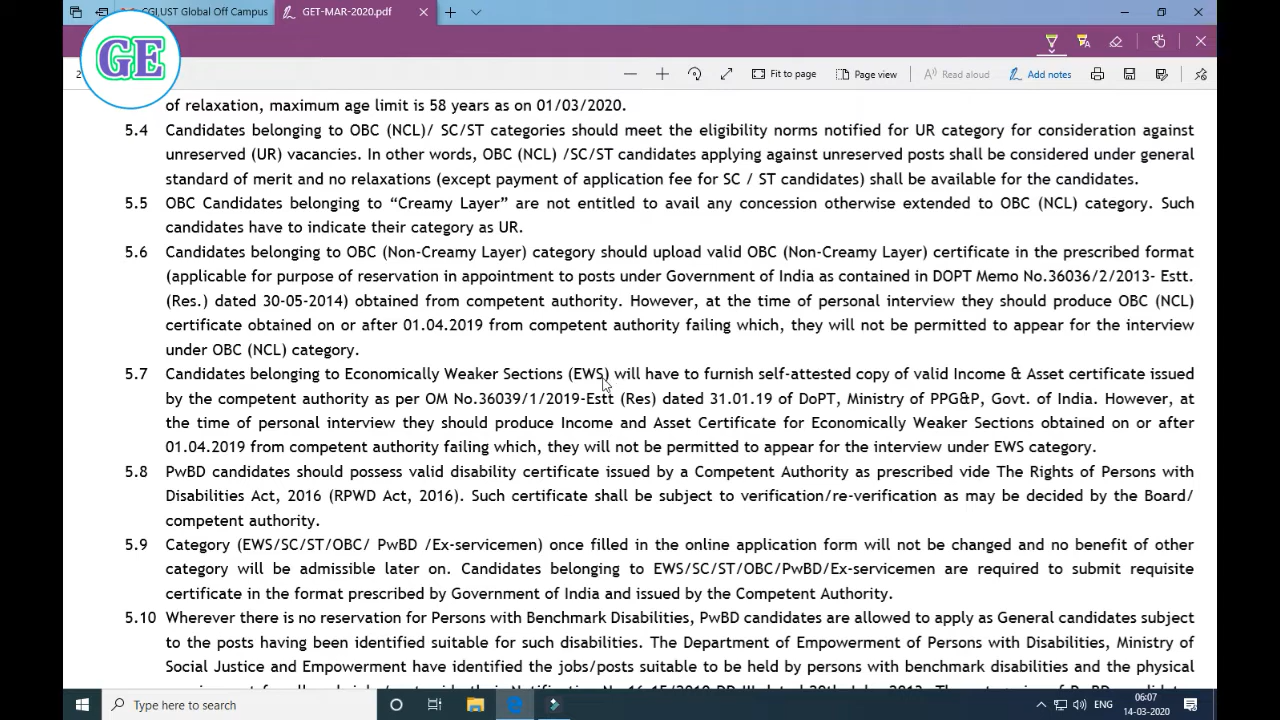 CGI,UST Global Off Campus
GET-MAR-2020.pdf
GE
2
Fit to page
Page view
Read aloud
Add notes
of relaxation, maximum age limit is 58 years as on 01/03/2020.
5.4 Candidates belonging to OBC (NCL)/ SC/ST categories should meet the eligibility norms notified for UR category for consideration against
unreserved (UR) vacancies. In other words, OBC (NCL) /SC/ST candidates applying against unreserved posts shall be considered under general
standard of merit and no relaxations (except payment of application fee for SC / ST candidates) shall be available for the candidates.
5.5 OBC Candidates belonging to “Creamy Layer” are not entitled to avail any concession otherwise extended to OBC (NCL) category. Such
candidates have to indicate their category as UR.
5.6 Candidates belonging to OBC (Non-Creamy Layer) category should upload valid OBC (Non-Creamy Layer) certificate in the prescribed format
(applicable for purpose of reservation in appointment to posts under Government of India as contained in DOPT Memo No.36036/2/2013- Estt.
(Res.) dated 30-05-2014) obtained from competent authority. However, at the time of personal interview they should produce OBC (NCL)
certificate obtained on or after 01.04.2019 from competent authority failing which, they will not be permitted to appear for the interview
under OBC (NCL) category.
5.7 Candidates belonging to Economically Weaker Sections (EWS) will have to furnish self-attested copy of valid Income & Asset certificate issued
by the competent authority as per OM No.36039/1/2019-Estt (Res) dated 31.01.19 of DoPT, Ministry of PPG&P, Govt. of India. However, at
the time of personal interview they should produce Income and Asset Certificate for Economically Weaker Sections obtained on or after
01.04.2019 from competent authority failing which, they will not be permitted to appear for the interview under EWS category.
5.8 PwBD candidates should possess valid disability certificate issued by a Competent Authority as prescribed vide The Rights of Persons with
Disabilities Act, 2016 (RPWD Act, 2016). Such certificate shall be subject to verification/re-verification as may be decided by the Board/
competent authority.
5.9 Category (EWS/SC/ST/OBC/ PwBD /Ex-servicemen) once filled in the online application form will not be changed and no benefit of other
category will be admissible later on. Candidates belonging to EWS/SC/ST/OBC/PwBD/Ex-servicemen are required to submit requisite
certificate in the format prescribed by Government of India and issued by the Competent Authority.
5.10 Wherever there is no reservation for Persons with Benchmark Disabilities, PwBD candidates are allowed to apply as General candidates subject
to the posts having been identified suitable for such disabilities. The Department of Empowerment of Persons with Disabilities, Ministry of
Social Justice and Empowerment have identified the jobs/posts suitable to be held by persons with benchmark disabilities and the physical
Type here to search
ENG
06:07
14-03-2020